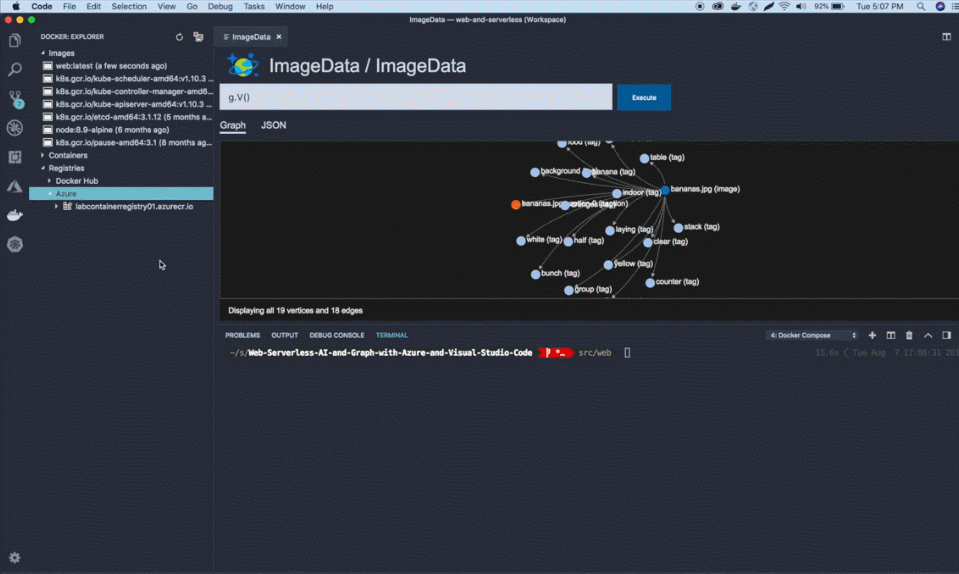 Code File Edit Selection View Go Debug Tasks Window Help 92% Tue 5:07 PM
ImageData — web-and-serverless (Workspace)
DOCKER: EXPLORER
ImageData
Images
web:latest (a few seconds ago)
k8s.gcr.io/kube-scheduler-amd64:v1.10.3 ...
k8s.gcr.io/kube-controller-manager-amd6...
k8s.gcr.io/kube-apiserver-amd64:v1.10.3 ...
k8s.gcr.io/etcd-amd64:3.1.12 (5 months a...
node:8.9-alpine (6 months ago)
k8s.gcr.io/pause-amd64:3.1 (8 months ag...
Containers
Registries
Docker Hub
Azure
labcontainerregistry01.azurecr.io
7
ImageData / ImageData
g.V()
Execute
Graph JSON
food (tag)
table (tag)
background
banana (tag)
indoor (tag)
bananas.jpg (image)
bananas.jpg
white (tag)
half (tag)
laying (tag)
stack (tag)
clear (tag)
yellow (tag)
bunch (tag)
group (tag)
counter (tag)
Displaying all 19 vertices and 18 edges
PROBLEMS OUTPUT DEBUG CONSOLE TERMINAL
4: Docker Compose
~/s/Web-Serverless-AI-and-Graph-with-Azure-and-Visual-Studio-Code *… src/web
15.6s Tue Aug 7 17:06:31 201